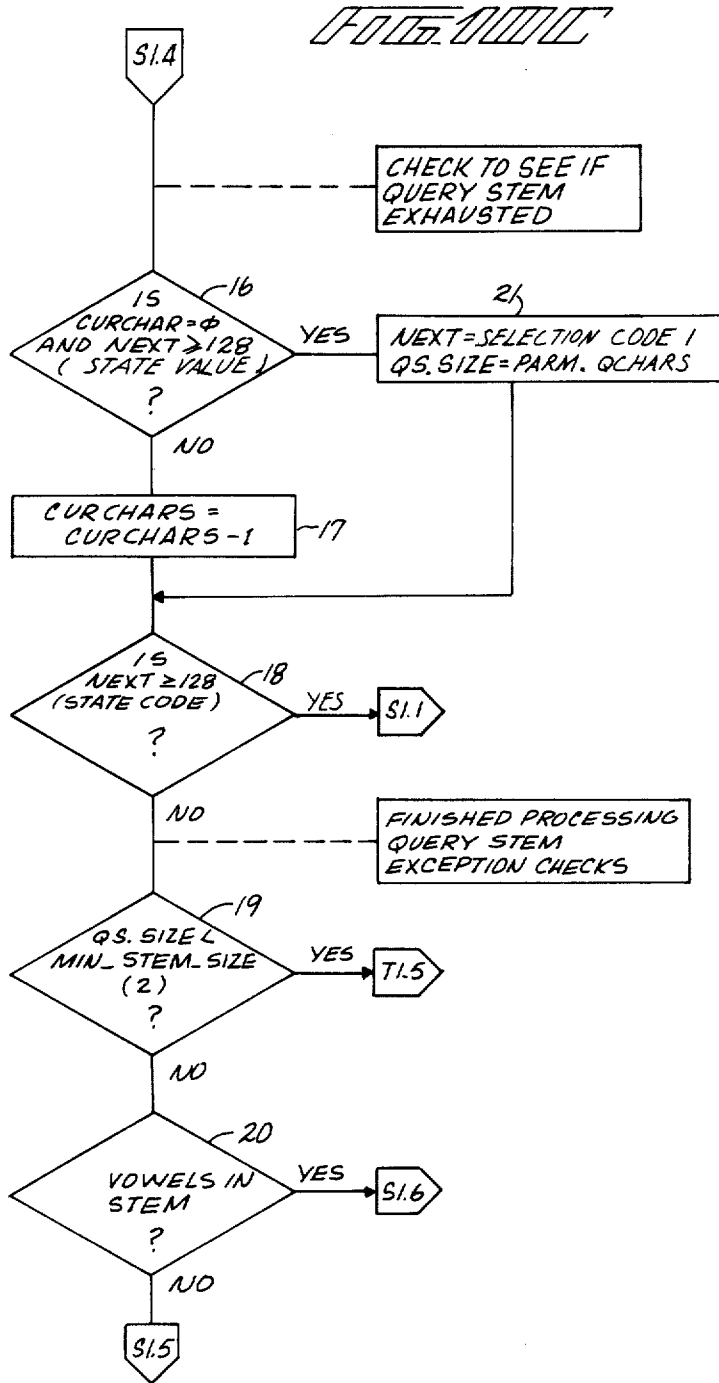 FIG. 10C
S1.4
CHECK TO SEE IF
QUERY STEM
EXHAUSTED
16
IS
CURCHAR=φ
AND NEXT≥128
(STATE VALUE)
?
YES
21
NEXT=SELECTION CODE 1
QS.SIZE=PARM.QCHARS
NO
CURCHARS =
CURCHARS -1
17
IS
NEXT ≥128
(STATE CODE)
?
18
YES
S1.1
NO
FINISHED PROCESSING
QUERY STEM
EXCEPTION CHECKS
19
QS.SIZE <
MIN_STEM_SIZE
(2)
?
YES
T1.5
NO
20
VOWELS IN
STEM
?
YES
S1.6
NO
S1.5